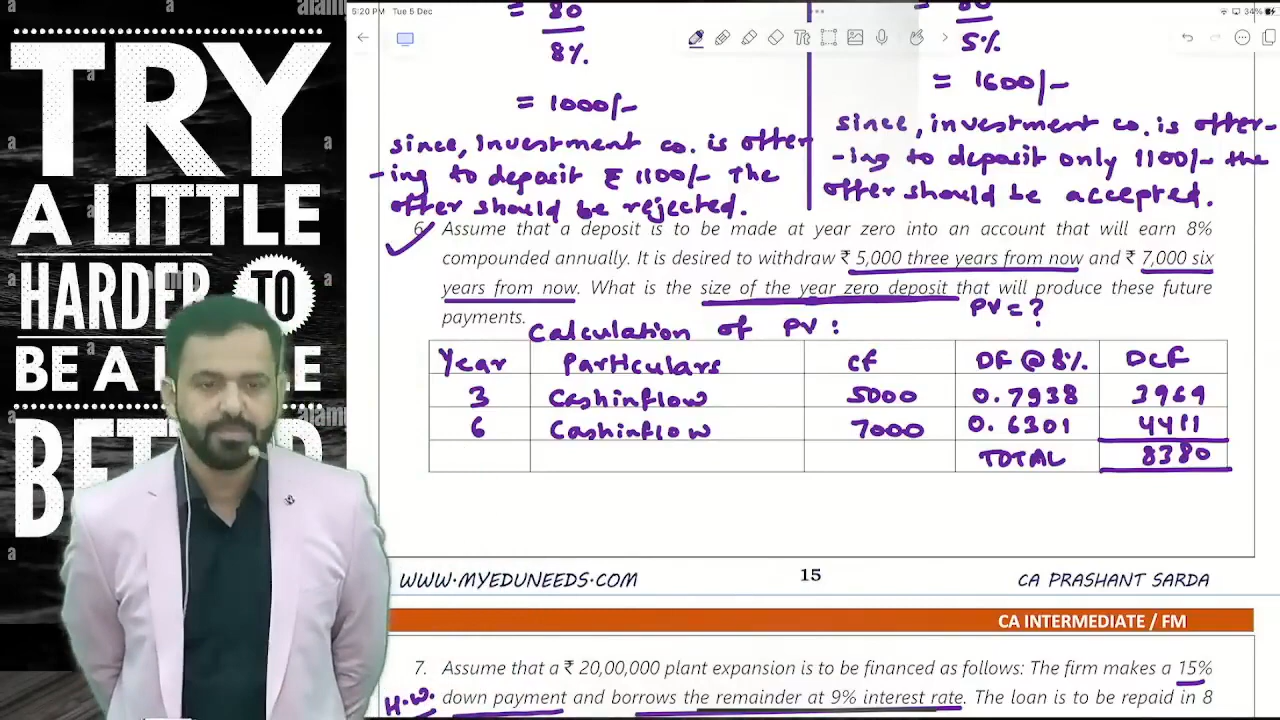 TRY
A LITTLE
HARDER TO
BE A
5:20 PM Tue 5 Dec
34%
= 80
8%
= 1000/-
since, investment co. is offer
-ing to deposit ₹ 1100/- The
offer should be rejected.
= 80
5%
= 1600/-
since, investment co. is offer-
-ing to deposit only 1100/- the
offer should be accepted.
6. Assume that a deposit is to be made at year zero into an account that will earn 8%
compounded annually. It is desired to withdraw ₹ 5,000 three years from now and ₹ 7,000 six
years from now. What is the size of the year zero deposit that will produce these future
payments.
PV = ?
Calculation of PV :
Year Particulars cf DF @ 8% DCF
3 Cashinflow 5000 0.7938 3969
6 Cashinflow 7000 0.6301 4411
TOTAL 8380
WWW.MYEDUNEEDS.COM 15 CA PRASHANT SARDA
CA INTERMEDIATE / FM
7. Assume that a ₹ 20,00,000 plant expansion is to be financed as follows: The firm makes a 15%
H.W. down payment and borrows the remainder at 9% interest rate. The loan is to be repaid in 8